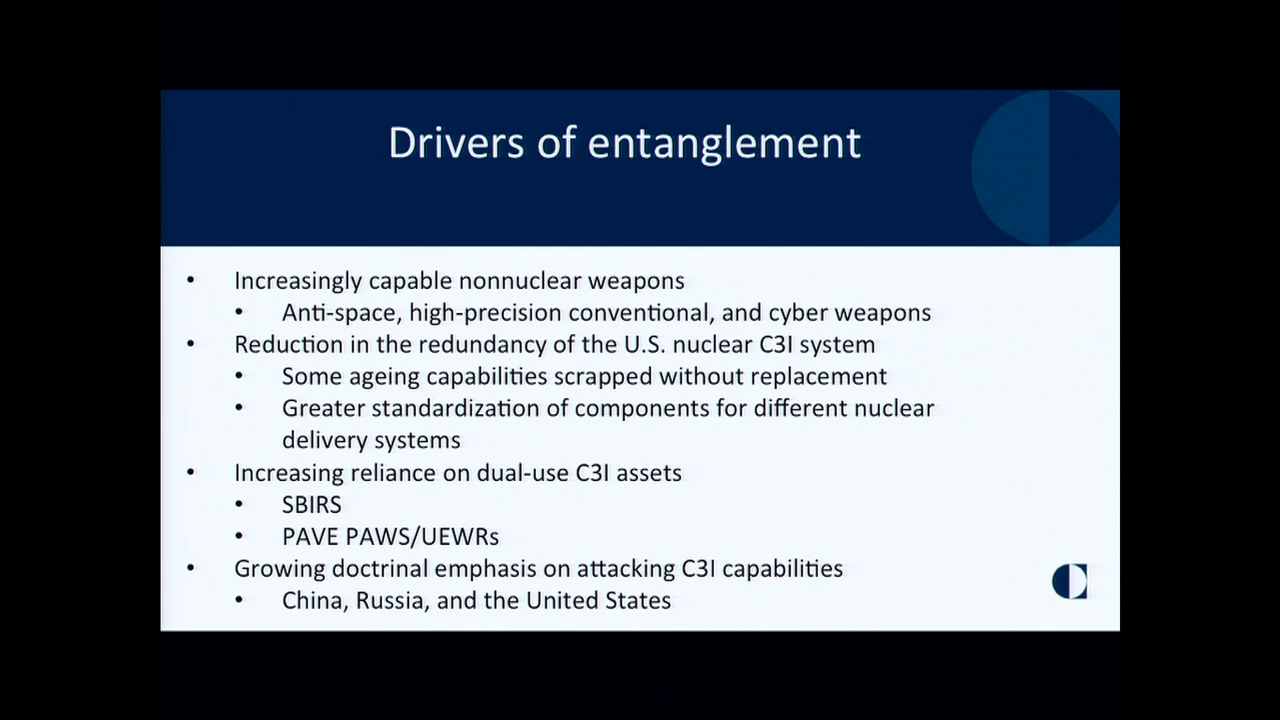 Drivers of entanglement
• Increasingly capable nonnuclear weapons
• Anti-space, high-precision conventional, and cyber weapons
• Reduction in the redundancy of the U.S. nuclear C3I system
• Some ageing capabilities scrapped without replacement
• Greater standardization of components for different nuclear
delivery systems
• Increasing reliance on dual-use C3I assets
• SBIRS
• PAVE PAWS/UEWRs
• Growing doctrinal emphasis on attacking C3I capabilities
• China, Russia, and the United States